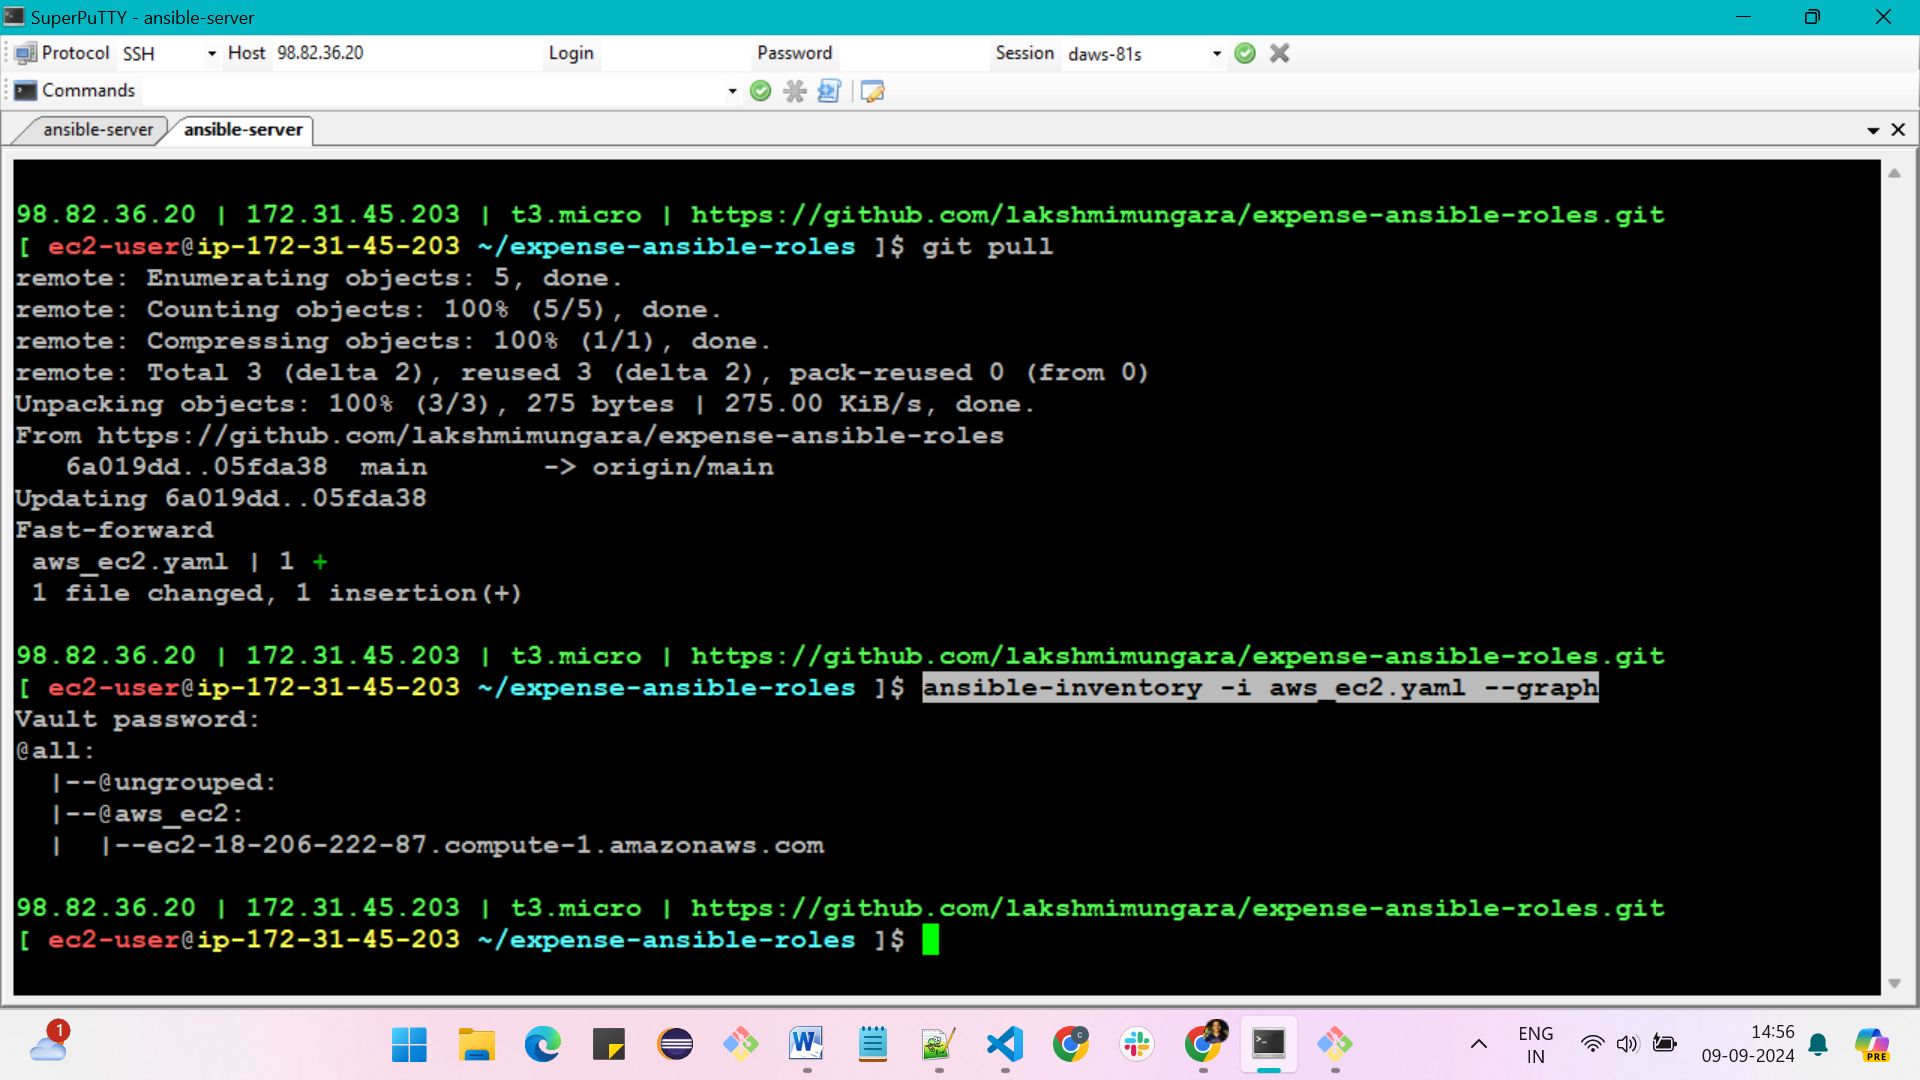 SuperPuTTY - ansible-server
Protocol SSH Host 98.82.36.20 Login Password Session daws-81s
Commands
ansible-server ansible-server
98.82.36.20 | 172.31.45.203 | t3.micro | https://github.com/lakshmimungara/expense-ansible-roles.git
[ ec2-user@ip-172-31-45-203 ~/expense-ansible-roles ]$ git pull
remote: Enumerating objects: 5, done.
remote: Counting objects: 100% (5/5), done.
remote: Compressing objects: 100% (1/1), done.
remote: Total 3 (delta 2), reused 3 (delta 2), pack-reused 0 (from 0)
Unpacking objects: 100% (3/3), 275 bytes | 275.00 KiB/s, done.
From https://github.com/lakshmimungara/expense-ansible-roles
   6a019dd..05fda38  main       -> origin/main
Updating 6a019dd..05fda38
Fast-forward
 aws_ec2.yaml | 1 +
 1 file changed, 1 insertion(+)
98.82.36.20 | 172.31.45.203 | t3.micro | https://github.com/lakshmimungara/expense-ansible-roles.git
[ ec2-user@ip-172-31-45-203 ~/expense-ansible-roles ]$ ansible-inventory -i aws_ec2.yaml --graph
Vault password:
@all:
  |--@ungrouped:
  |--@aws_ec2:
  |  |--ec2-18-206-222-87.compute-1.amazonaws.com
98.82.36.20 | 172.31.45.203 | t3.micro | https://github.com/lakshmimungara/expense-ansible-roles.git
[ ec2-user@ip-172-31-45-203 ~/expense-ansible-roles ]$
1
ENG
IN
14:56
09-09-2024
PRE